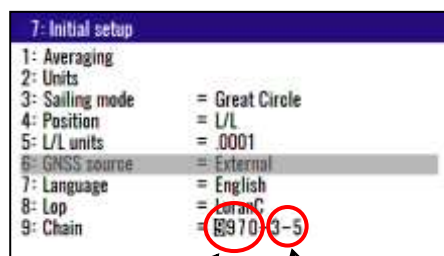 7: Initial setup
1: Averaging
2: Units
3: Sailing mode = Great Circle
4: Position = L/L
5: L/L units = .0001
6: GNSS source = External
7: Language = English
8: Lop = LoranC
9: Chain = 5970-3-5